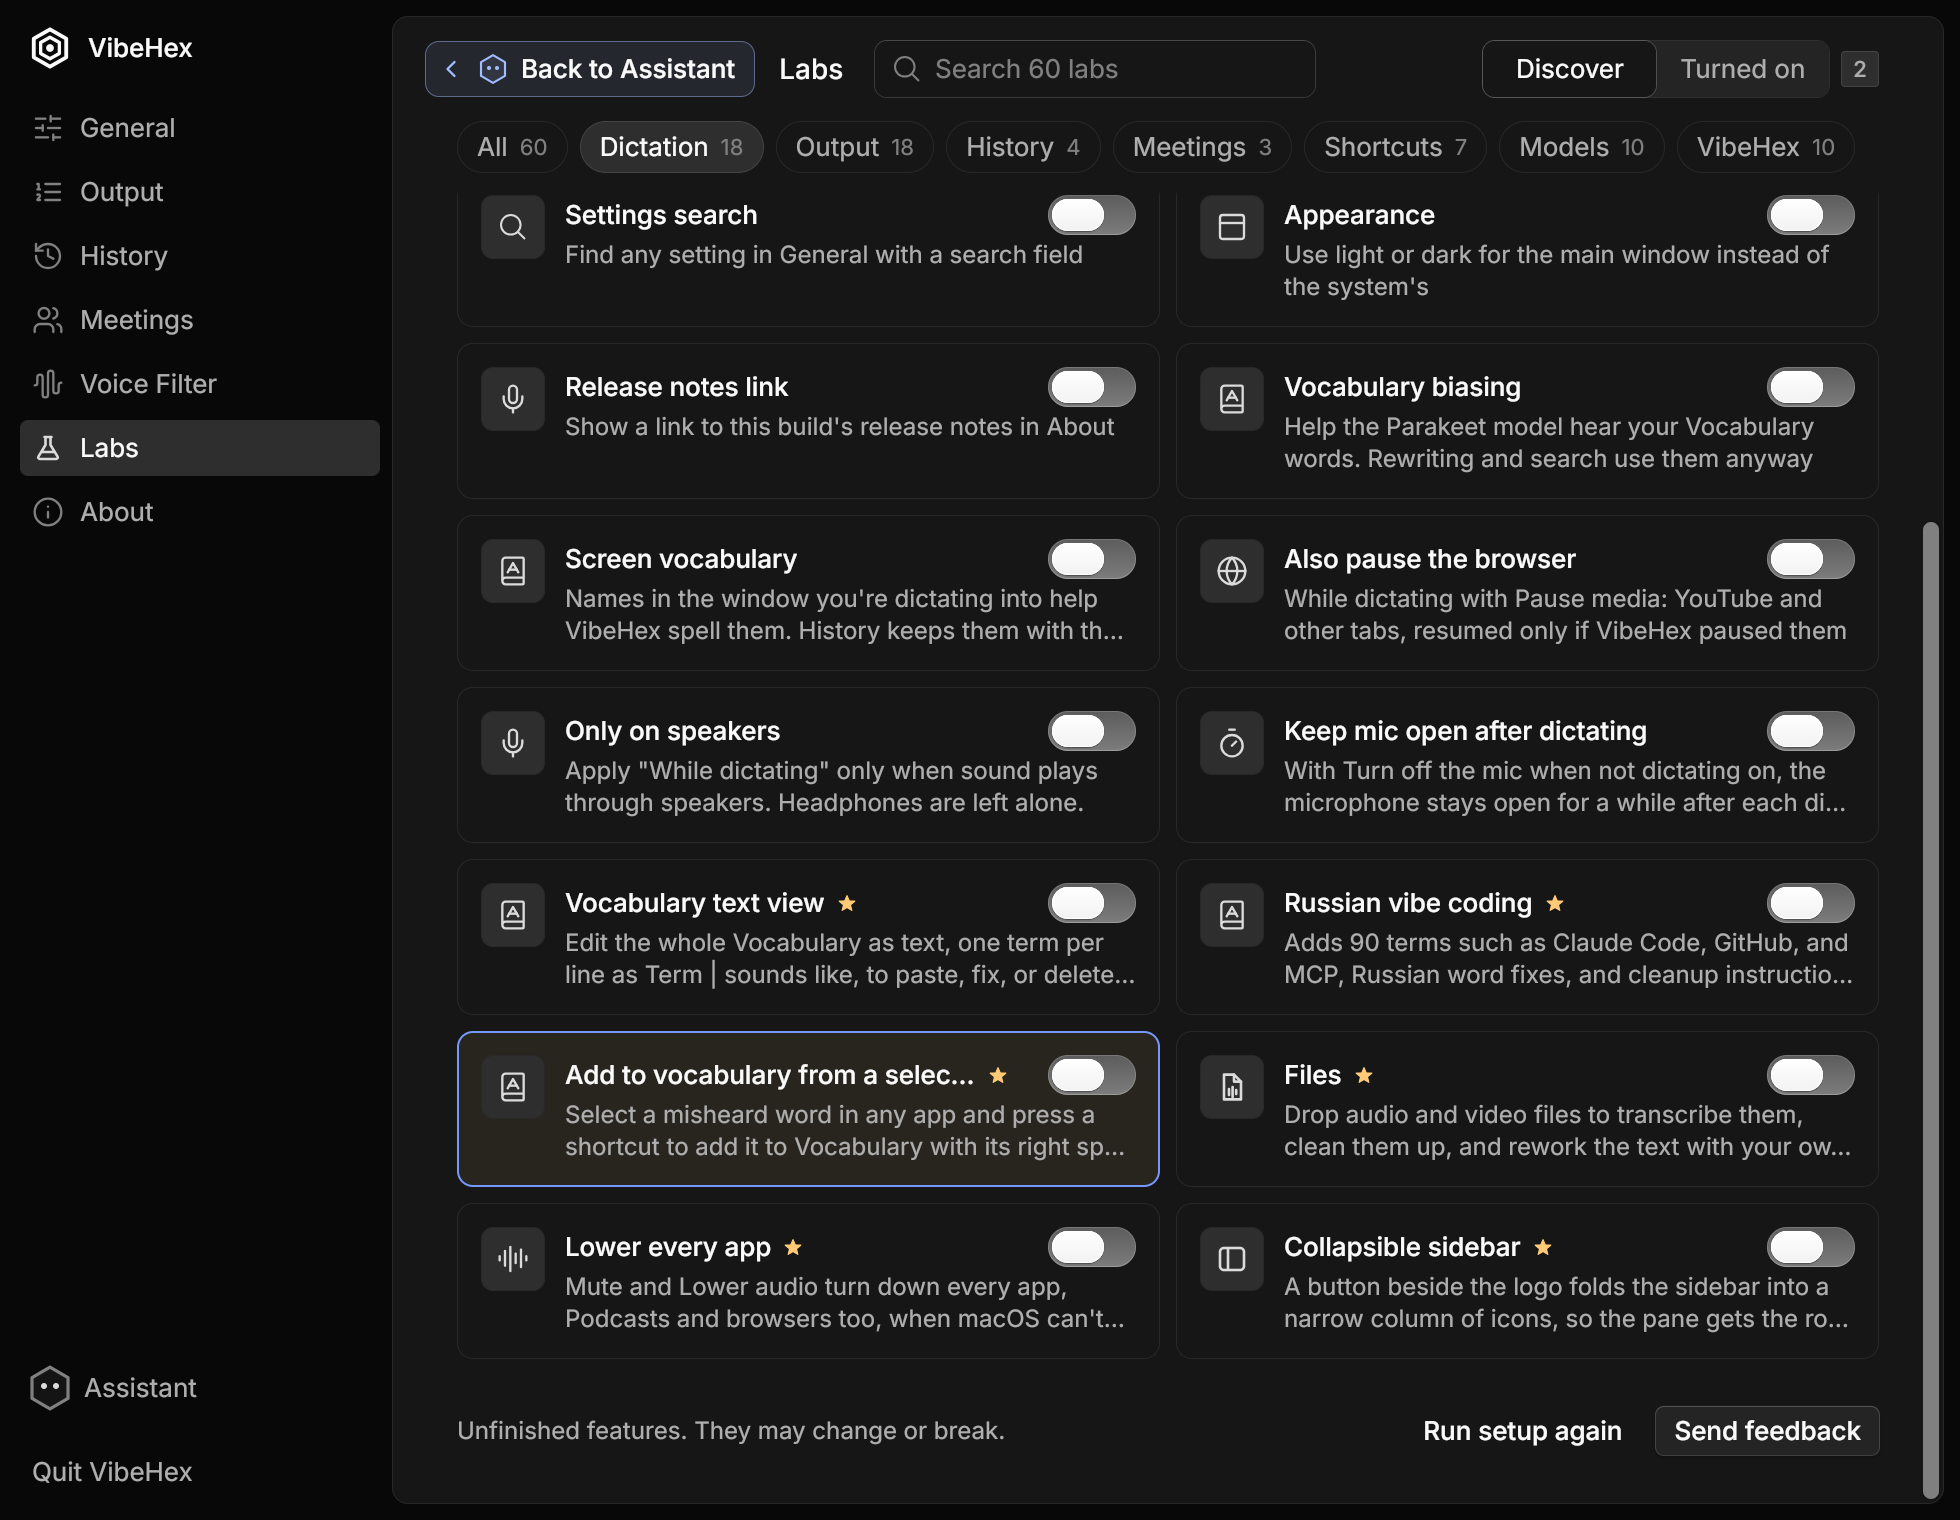 VibeHex
General
Output
History
Meetings
Voice Filter
Labs
About
Assistant
Quit VibeHex
Back to Assistant
Labs
Search 60 labs
Discover
Turned on
2
All 60
Dictation 18
Output 18
History 4
Meetings 3
Shortcuts 7
Models 10
VibeHex 10
Settings search
Find any setting in General with a search field
Appearance
Use light or dark for the main window instead of
the system's
Release notes link
Show a link to this build's release notes in About
Vocabulary biasing
Help the Parakeet model hear your Vocabulary
words. Rewriting and search use them anyway
Screen vocabulary
Names in the window you're dictating into help
VibeHex spell them. History keeps them with th...
Also pause the browser
While dictating with Pause media: YouTube and
other tabs, resumed only if VibeHex paused them
Only on speakers
Apply "While dictating" only when sound plays
through speakers. Headphones are left alone.
Keep mic open after dictating
With Turn off the mic when not dictating on, the
microphone stays open for a while after each di...
Vocabulary text view
Edit the whole Vocabulary as text, one term per
line as Term | sounds like, to paste, fix, or delete...
Russian vibe coding
Adds 90 terms such as Claude Code, GitHub, and
MCP, Russian word fixes, and cleanup instructio...
Add to vocabulary from a selec...
Select a misheard word in any app and press a
shortcut to add it to Vocabulary with its right sp...
Files
Drop audio and video files to transcribe them,
clean them up, and rework the text with your ow...
Lower every app
Mute and Lower audio turn down every app,
Podcasts and browsers too, when macOS can't...
Collapsible sidebar
A button beside the logo folds the sidebar into a
narrow column of icons, so the pane gets the ro...
Unfinished features. They may change or break.
Run setup again
Send feedback